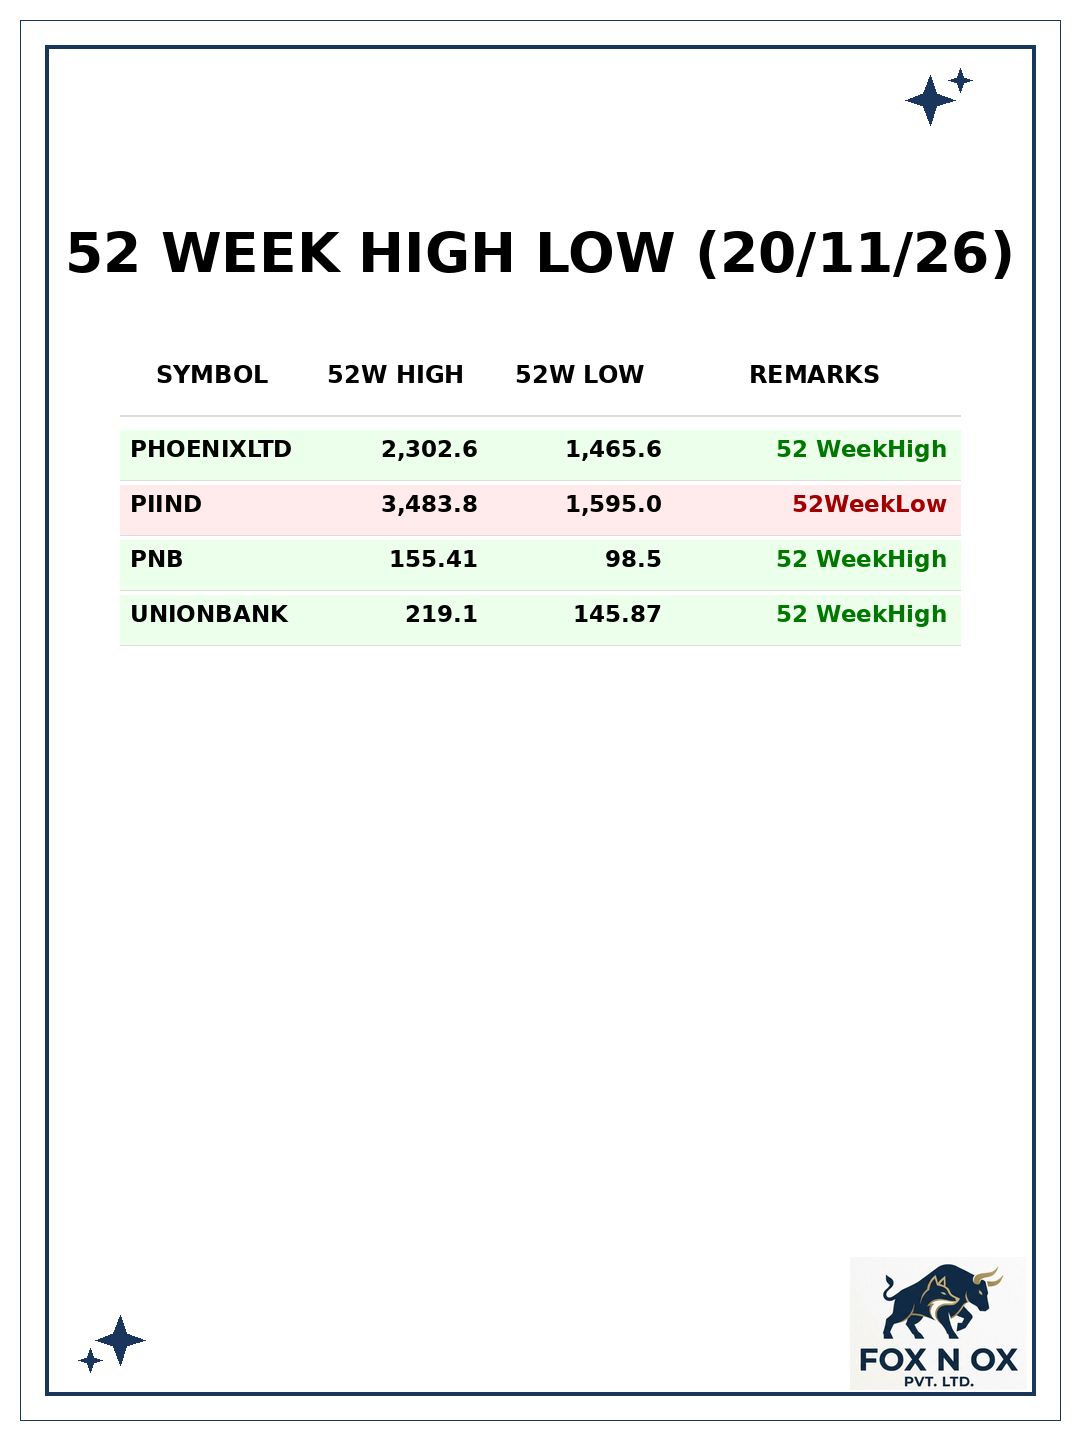 52 WEEK HIGH LOW (20/11/26)
SYMBOL 52W HIGH 52W LOW REMARKS
PHOENIXLTD 2,302.6 1,465.6 52 WeekHigh
PIIND 3,483.8 1,595.0 52WeekLow
PNB 155.41 98.5 52 WeekHigh
UNIONBANK 219.1 145.87 52 WeekHigh
FOX N OX
PVT. LTD.